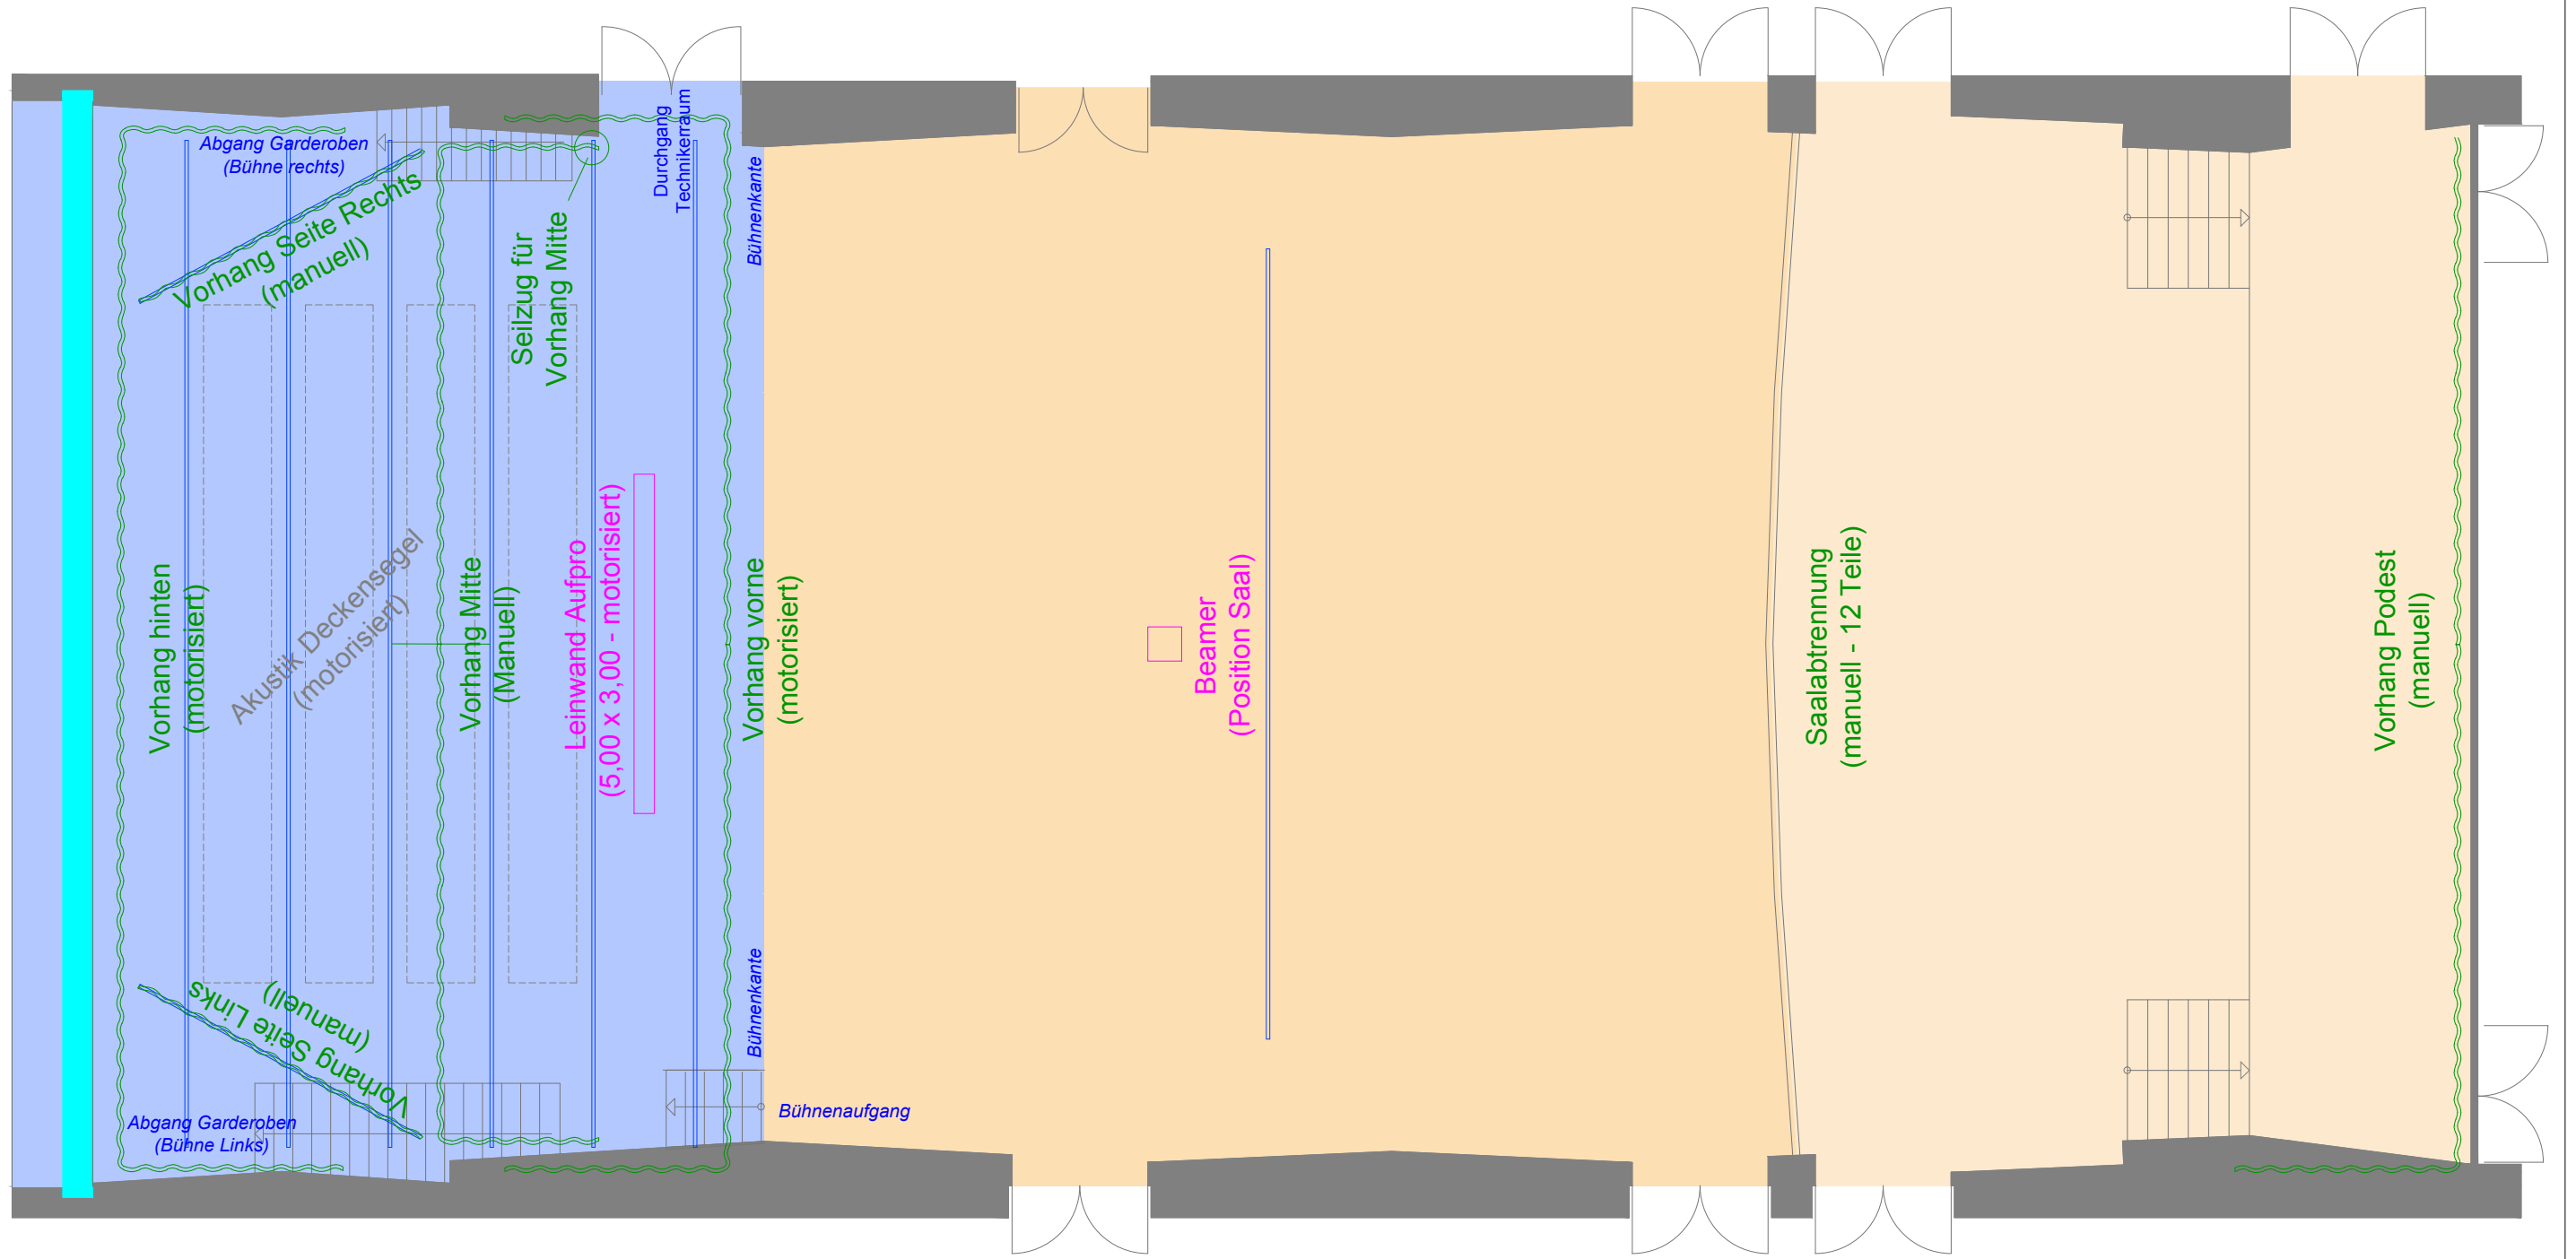 Abgang Garderoben
(Bühne rechts)
Vorhang Seite Rechts
(manuell)
Seilzug für
Vorhang Mitte
Durchgang
Technikerraum
Bühnenkante
Vorhang hinten
(motorisiert)
Akustik Deckensegel
(motorisiert)
Vorhang Mitte
(Manuell)
Leinwand Aufpro
(5,00 x 3,00 - motorisiert)
Vorhang vorne
(motorisiert)
Beamer
(Position Saal)
Saalabtrennung
(manuell - 12 Teile)
Vorhang Podest
(manuell)
Vorhang Seite Links
(manuell)
Bühnenkante
Abgang Garderoben
(Bühne Links)
Bühnenaufgang